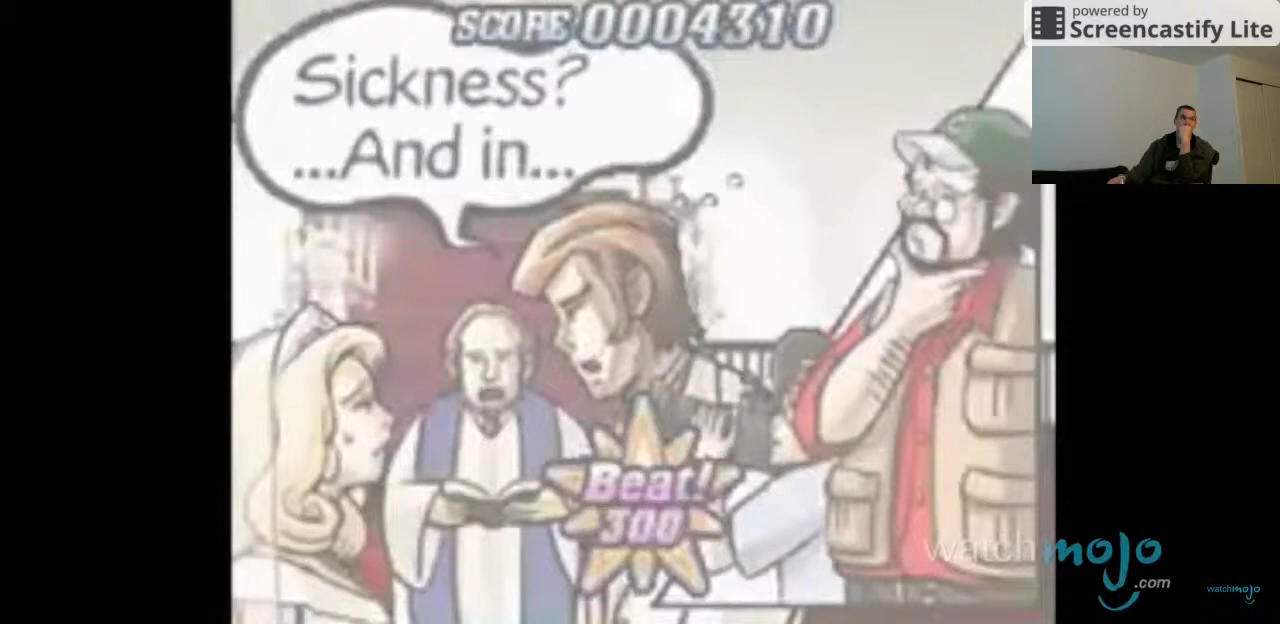 SCORE 0004310
powered by
Screencastify Lite
Sickness?
...And in...
Beat!
300
watchmojo
.com
watchmojo